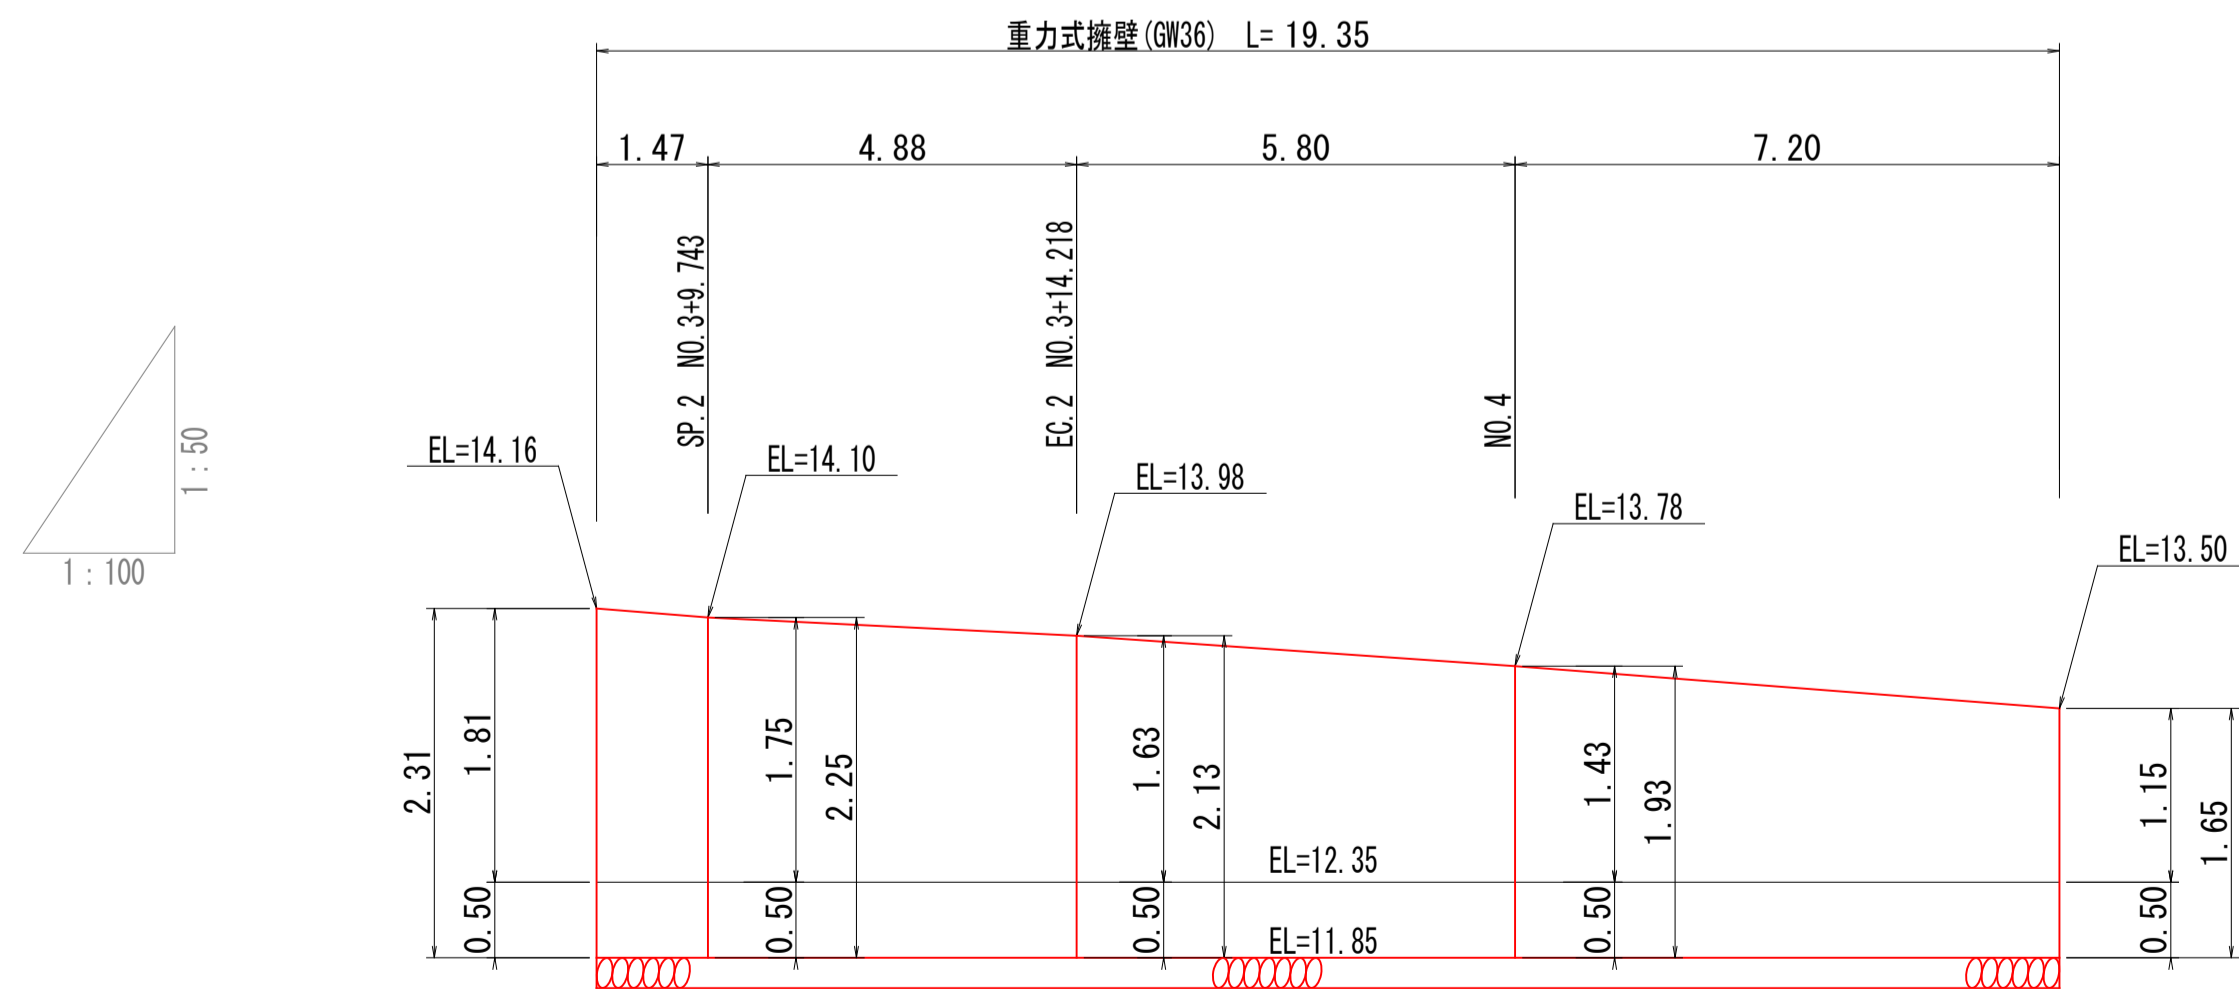 重力式擁壁(GW36) L= 19.35
1.47
4.88
5.80
7.20
SP.2 NO.3+9.743
EC.2 NO.3+14.218
NO.4
1:50
1:100
EL=14.16
EL=14.10
EL=13.98
EL=13.78
EL=13.50
2.31
1.81
0.50
1.75
2.25
0.50
1.63
2.13
0.50
EL=12.35
EL=11.85
1.43
1.93
0.50
1.15
1.65
0.50